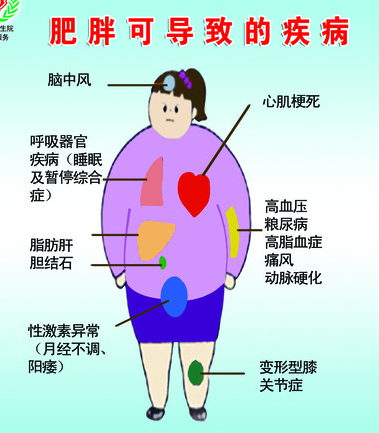 肥胖可导致的疾病
生院
服务
脑中风
心肌梗死
呼吸器官
疾病（睡眠
及暂停综合
症）
高血压
粮尿病
高脂血症
痛风
动脉硬化
脂肪肝
胆结石
性激素异常
（月经不调、
阳痿）
变形型膝
关节症